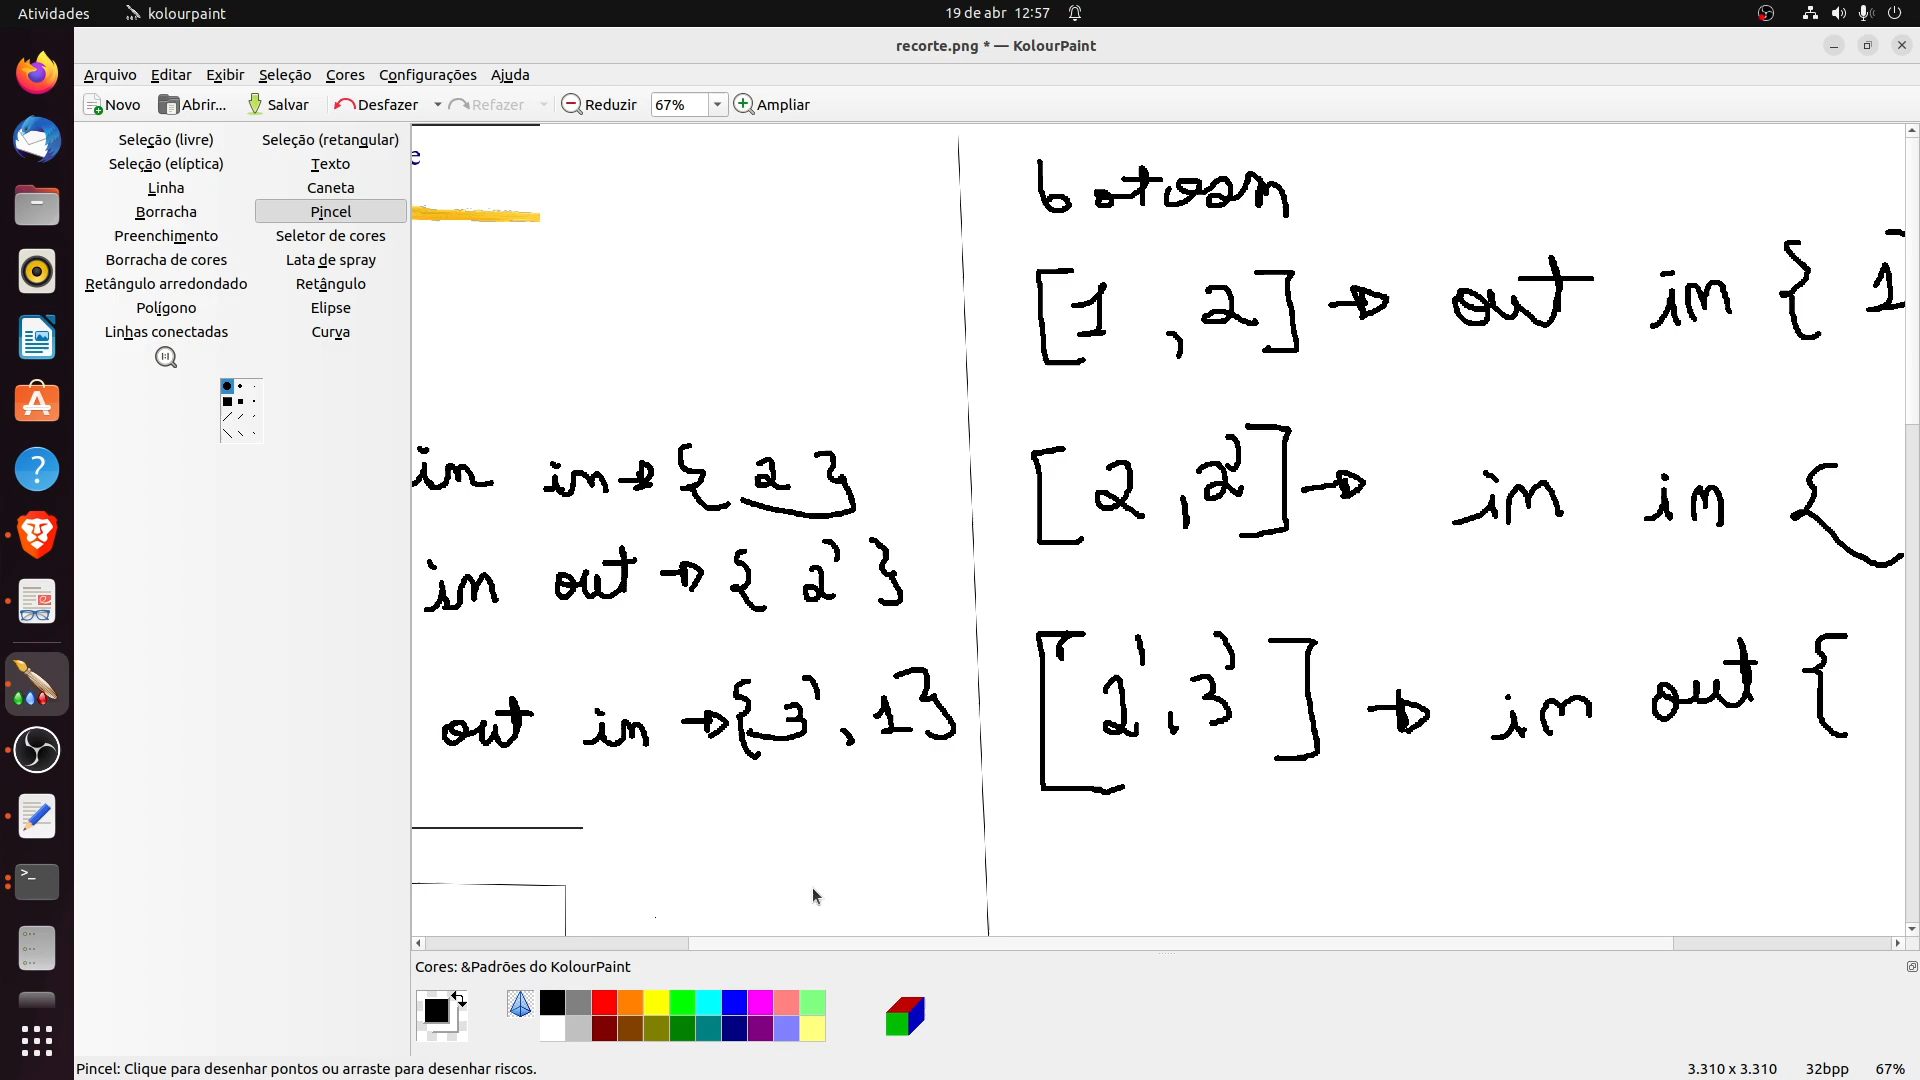 Atividades kolourpaint 19 de abr 12:57
recorte.png * — KolourPaint
Arquivo Editar Exibir Seleção Cores Configurações Ajuda
Novo Abrir... Salvar Desfazer Refazer Reduzir 67% Ampliar
Seleção (livre) Seleção (retangular)
Seleção (elíptica) Texto
Linha Caneta
Borracha Pincel
Preenchimento Seletor de cores
Borracha de cores Lata de spray
Retângulo arredondado Retângulo
Polígono Elipse
Linhas conectadas Curva
e
in in → { 2 }
in out → { 2' }
out in → { 3', 1 }
[1 , 2] → out in { 1
[2 , 2'] → in in {
[2' , 3'] → in out {
Cores: &Padrões do KolourPaint
Pincel: Clique para desenhar pontos ou arraste para desenhar riscos. 3.310 x 3.310 32bpp 67%